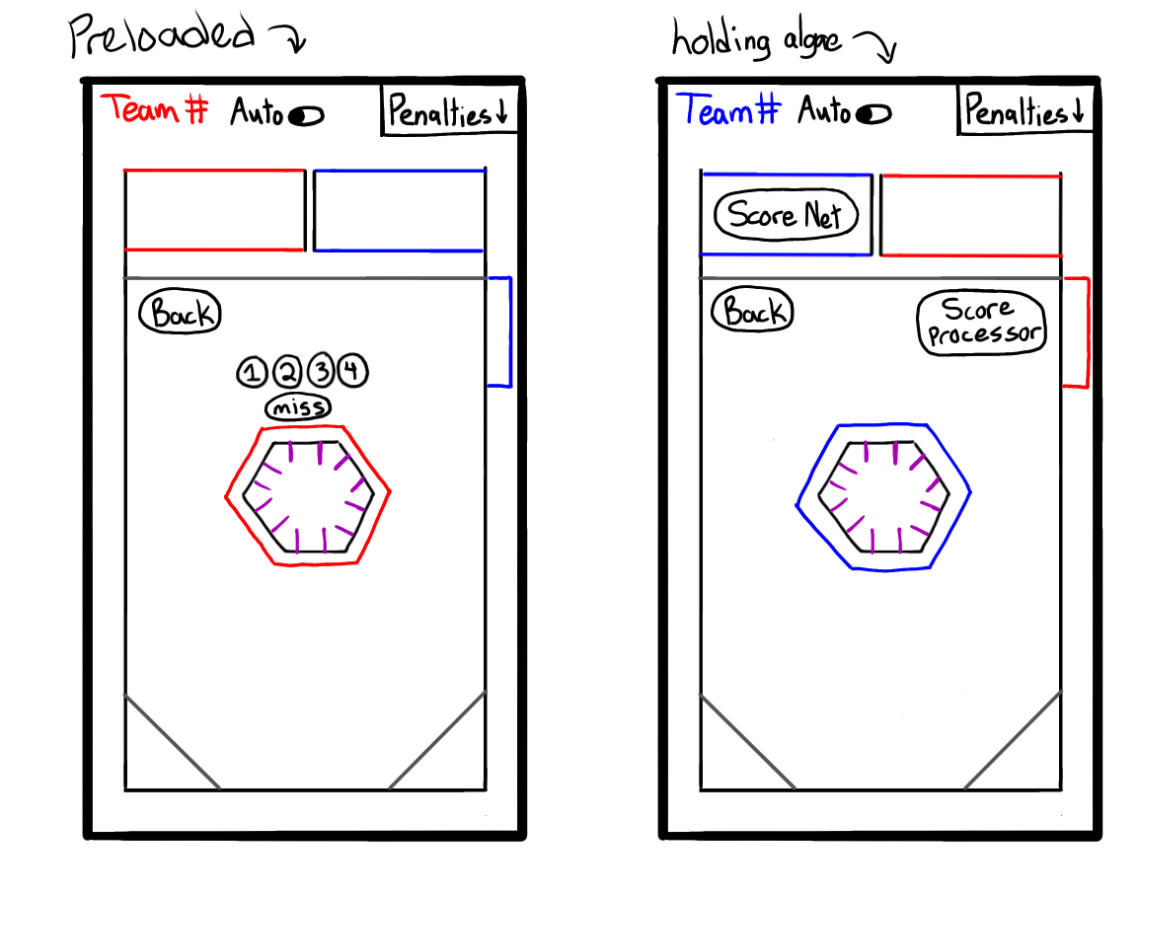 Preloaded
Team # Auto Penalties↓
Back
1 2 3 4
miss
holding algae
Team # Auto Penalties↓
Score Net
Back
Score
Processor